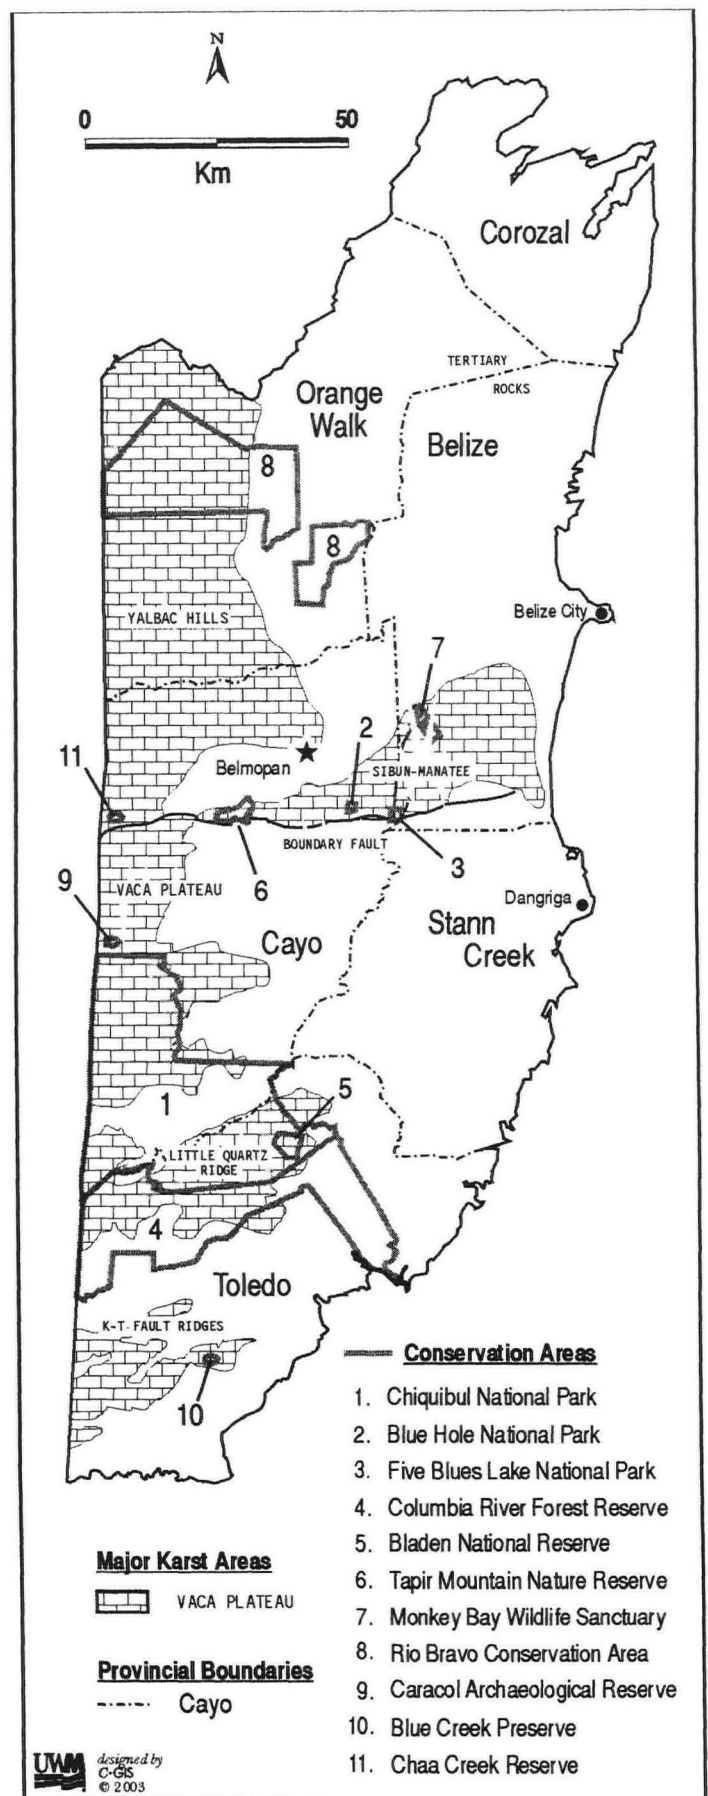 N
0 50
Km
Corozal
TERTIARY
ROCKS
Orange
Walk
Belize
8
8
YALBAC HILLS
Belize City
7
2
11
Belmopan
SIBUN-MANATEE
BOUNDARY FAULT
3
6
9
VACA PLATEAU
Dangriga
Stann
Creek
Cayo
1
5
LITTLE QUARTZ
RIDGE
4
Toledo
K-T FAULT RIDGES
10
Conservation Areas
1. Chiquibul National Park
2. Blue Hole National Park
3. Five Blues Lake National Park
4. Columbia River Forest Reserve
5. Bladen National Reserve
6. Tapir Mountain Nature Reserve
7. Monkey Bay Wildlife Sanctuary
8. Rio Bravo Conservation Area
9. Caracol Archaeological Reserve
10. Blue Creek Preserve
11. Chaa Creek Reserve
Major Karst Areas
VACA PLATEAU
Provincial Boundaries
Cayo
UWM
designed by
C-GIS
© 2003